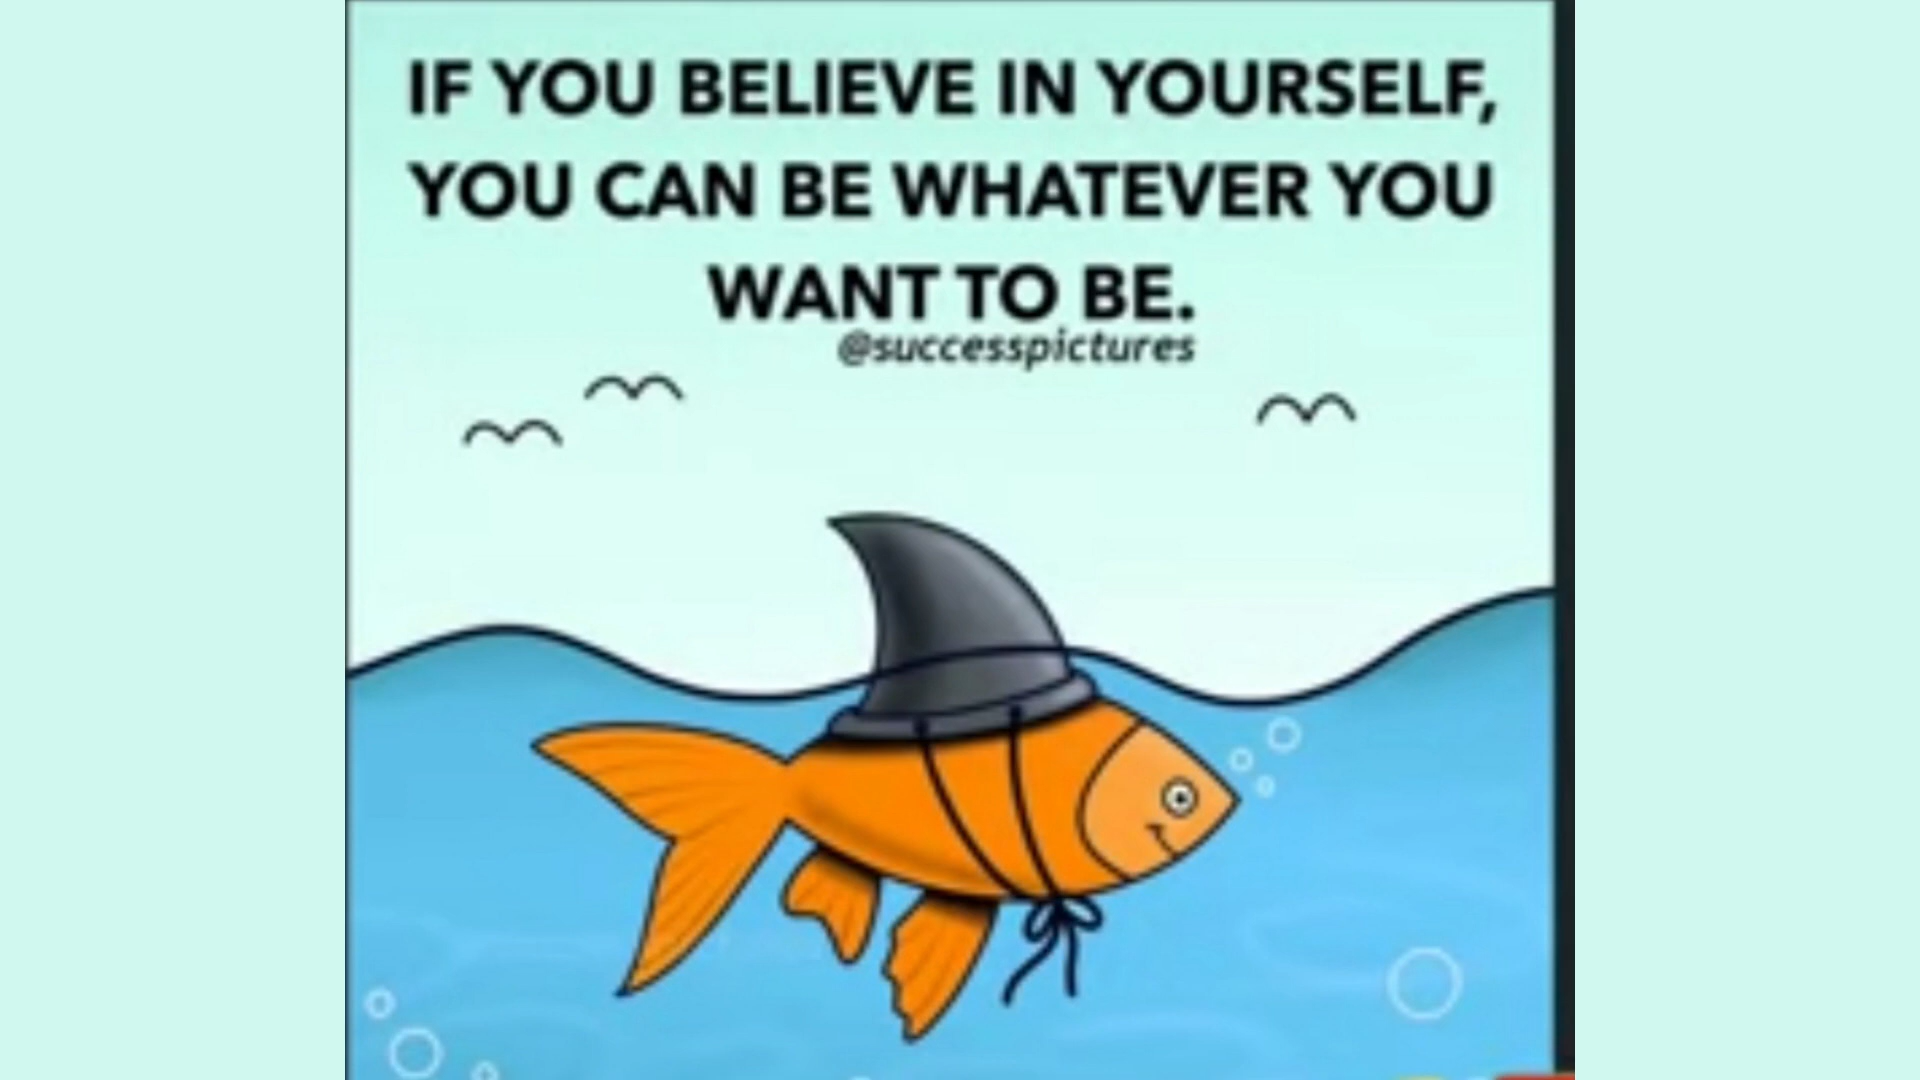 IF YOU BELIEVE IN YOURSELF,
YOU CAN BE WHATEVER YOU
WANT TO BE.
@successpictures